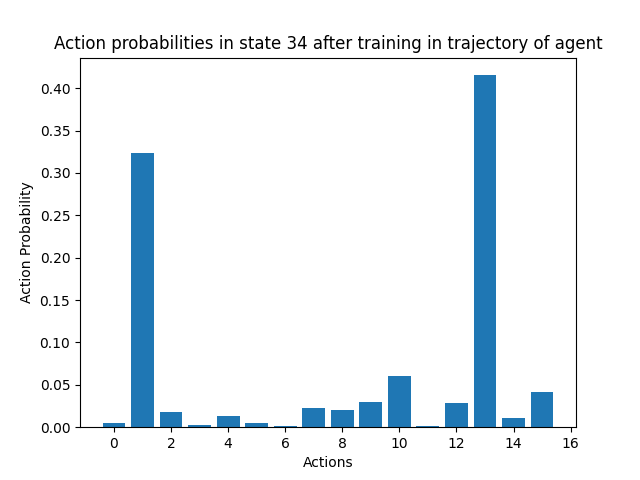 Action probabilities in state 34 after training in trajectory of agent
0.40
0.35
0.30
0.25
0.20
0.15
0.10
0.05
0.00
Action Probability
0 2 4 6 8 10 12 14 16
Actions